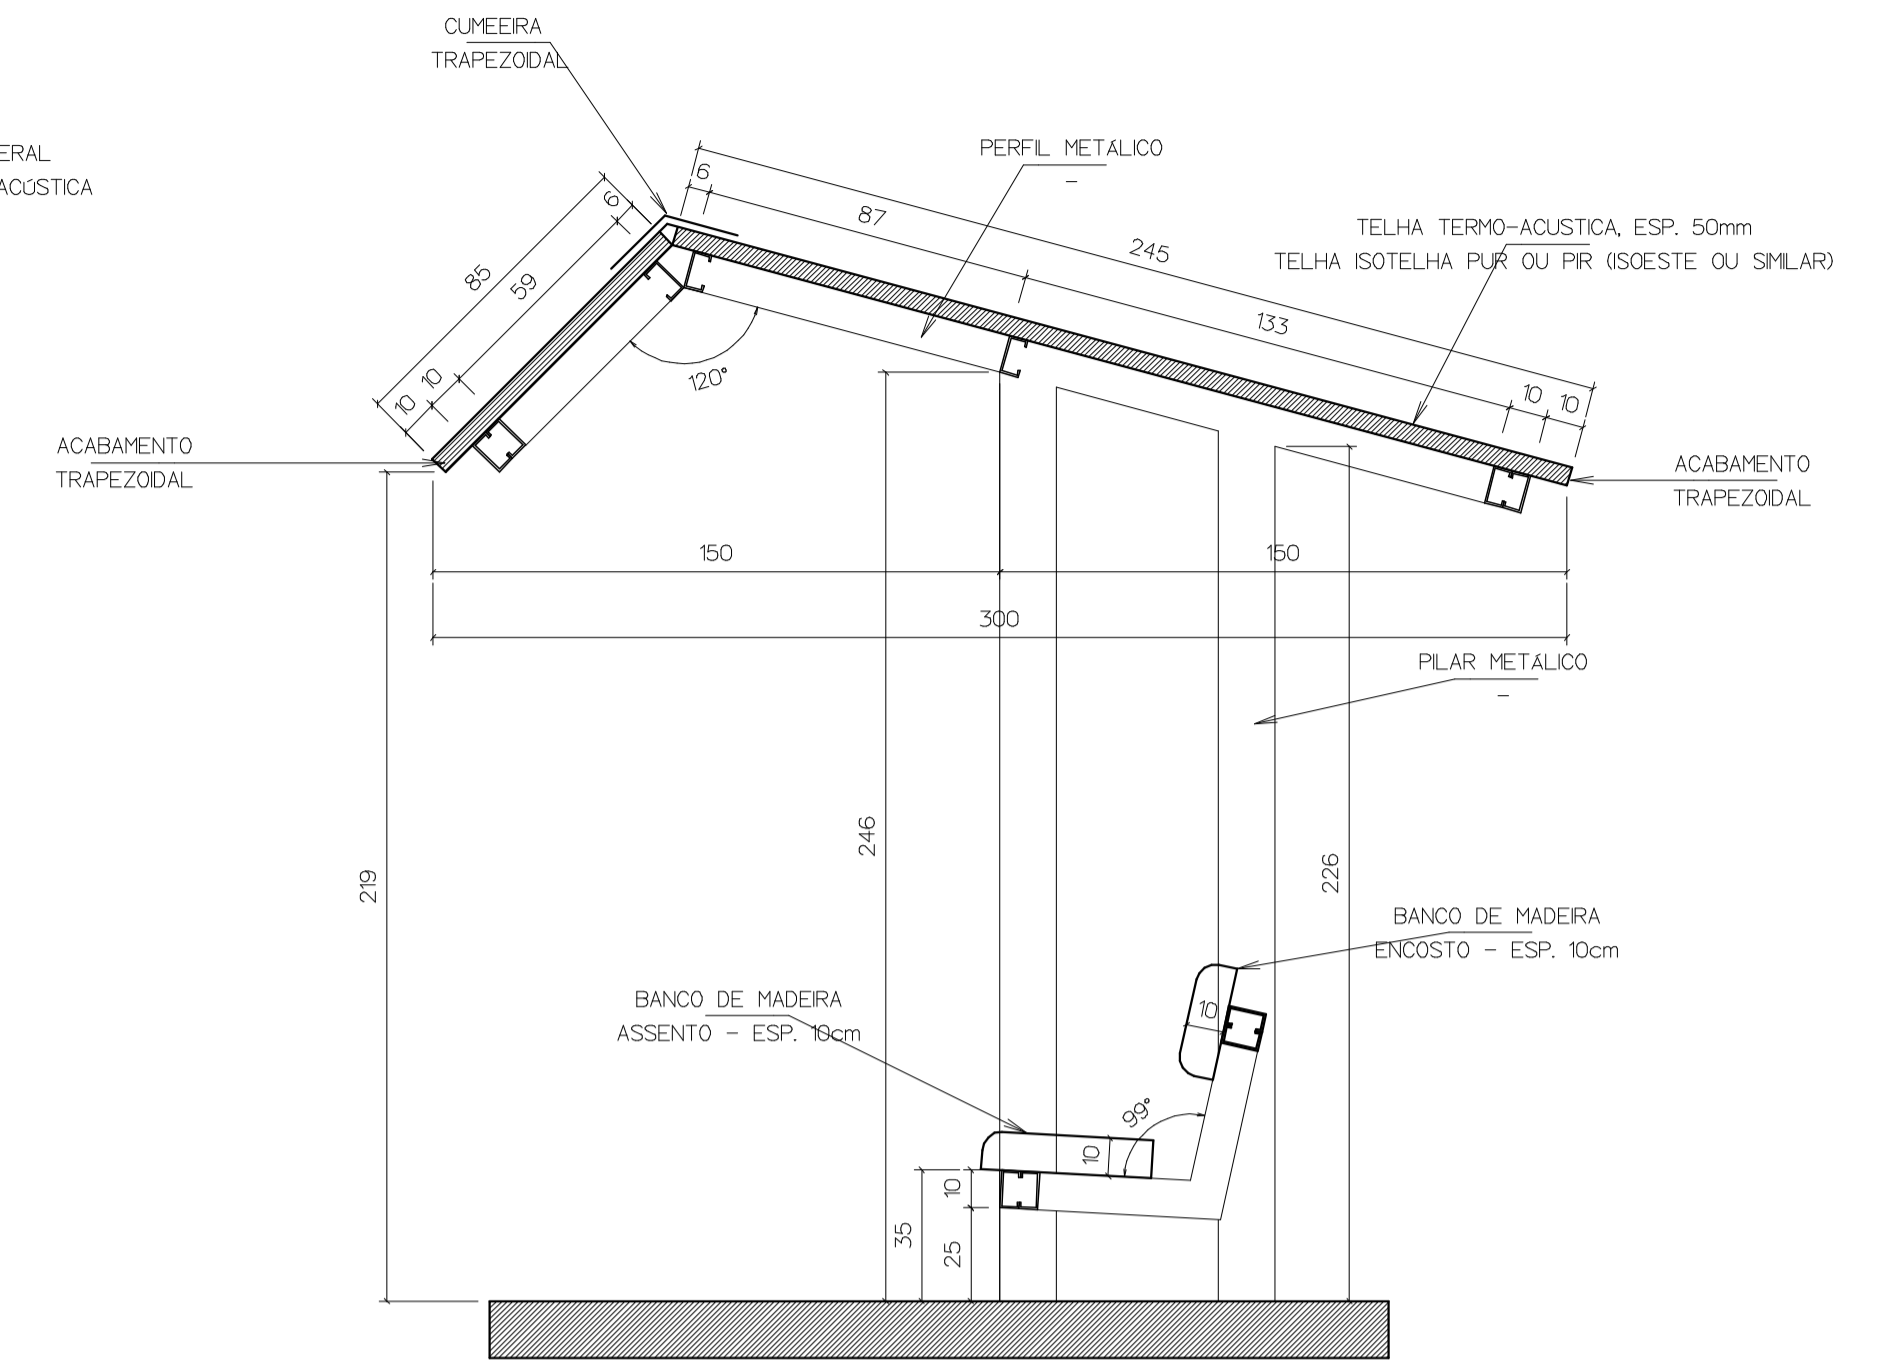 CUMEEIRA
TRAPEZOIDAL
ERAL
ACÚSTICA
PERFIL METÁLICO
–
6
87
245
TELHA TERMO-ACUSTICA, ESP. 50mm
TELHA ISOTELHA PUR OU PIR (ISOESTE OU SIMILAR)
6
85
59
133
120°
10
10
10
10
ACABAMENTO
TRAPEZOIDAL
ACABAMENTO
TRAPEZOIDAL
150
150
300
PILAR METÁLICO
–
246
219
226
BANCO DE MADEIRA
ENCOSTO – ESP. 10cm
BANCO DE MADEIRA
ASSENTO – ESP. 10cm
10
99°
10
10
35
25